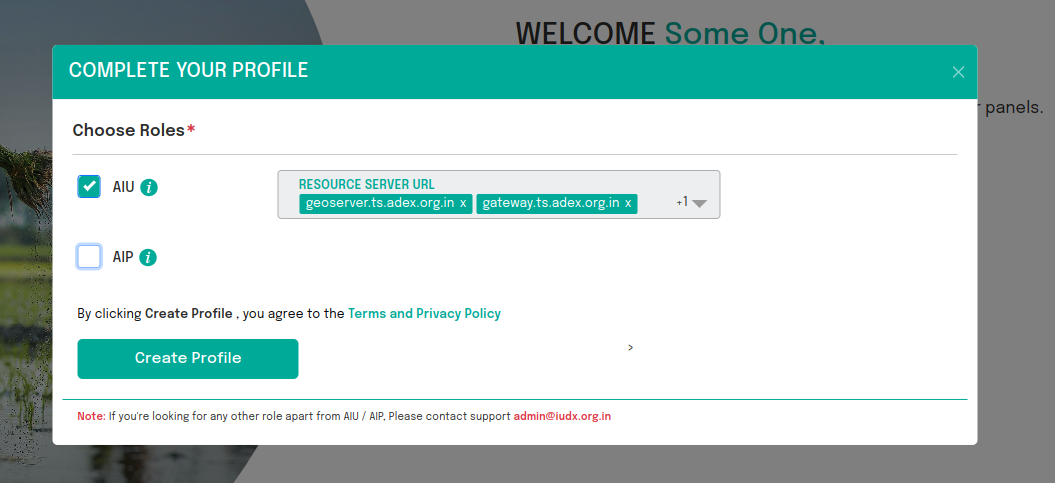 WELCOME Some One,
COMPLETE YOUR PROFILE
panels.
Choose Roles*
AIU i
RESOURCE SERVER URL
geoserver.ts.adex.org.in x gateway.ts.adex.org.in x +1
AIP i
By clicking Create Profile , you agree to the Terms and Privacy Policy
Create Profile
>
Note: If you're looking for any other role apart from AIU / AIP, Please contact support admin@iudx.org.in